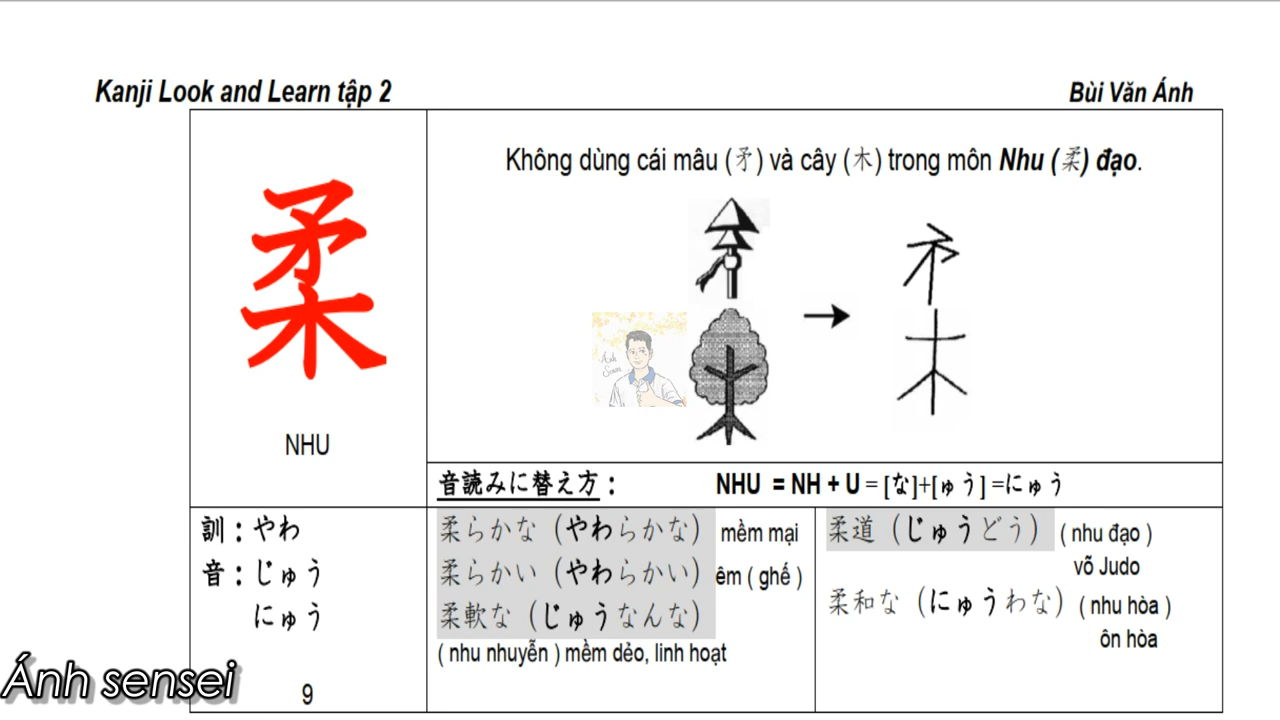 Kanji Look and Learn tập 2
Bùi Văn Ánh
柔
NHU
Không dùng cái mâu (矛) và cây (木) trong môn Nhu (柔) đạo.
Ánh
Sensei
音読みに替え方：
NHU = NH + U = [な]+[ゅう] =にゅう
訓：やわ
音：じゅう
にゅう
9
柔らかな（やわらかな） mềm mại
柔らかい（やわらかい） êm ( ghế )
柔軟な（じゅうなんな）
( nhu nhuyễn ) mềm dẻo, linh hoạt
柔道（じゅうどう） ( nhu đạo )
võ Judo
柔和な（にゅうわな） ( nhu hòa )
ôn hòa
Ánh sensei